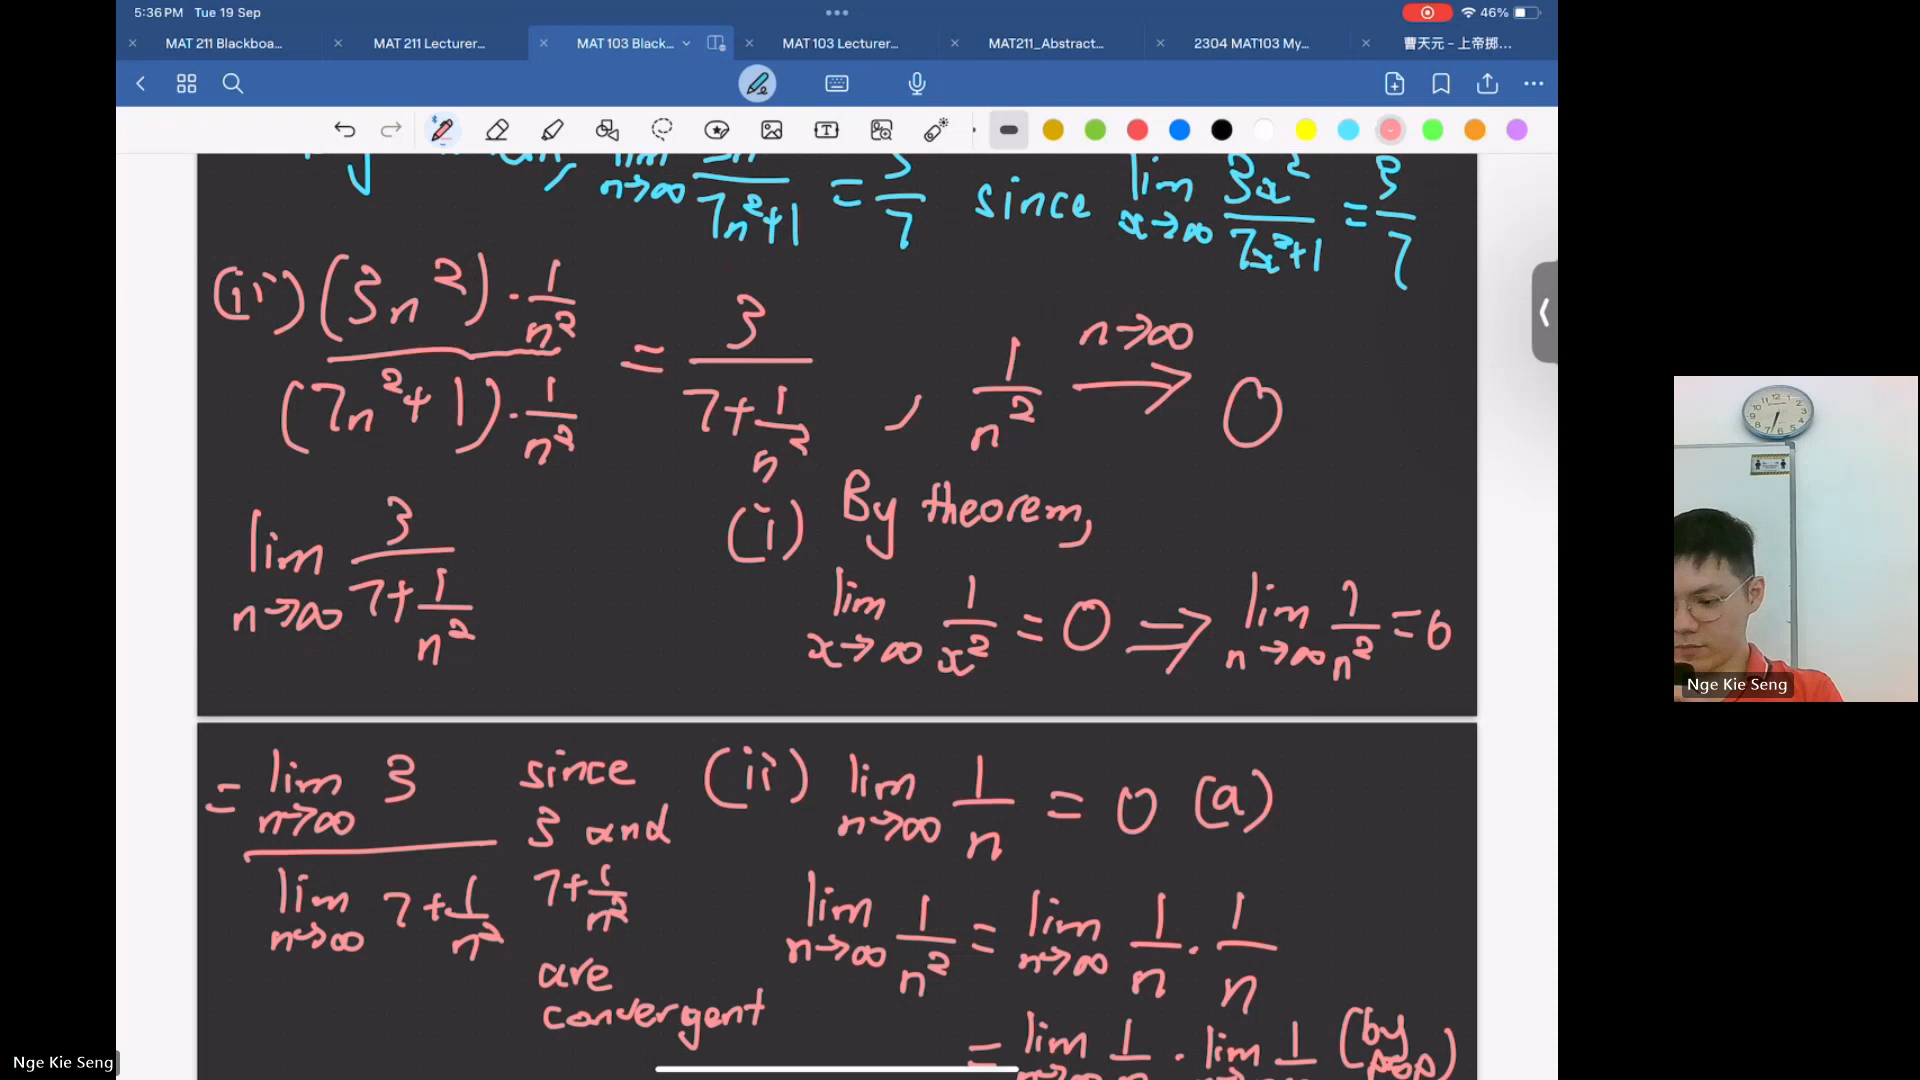 5:36 PM Tue 19 Sep
46%
MAT 211 Blackboa...
MAT 211 Lecturer...
MAT 103 Black...
MAT 103 Lecturer...
MAT211_Abstract...
2304 MAT103 My...
曹天元 - 上帝掷...
lim n→∞ 3n² / 7n²+1 = 3/7 since lim x→∞ 3x² / 7x²+1 = 3/7
(ii) (3n²)·1/n² / (7n²+1)·1/n² = 3 / 7+1/n² , 1/n² n→∞ ⟶ 0
lim n→∞ 3 / 7+1/n²
(i) By theorem,
lim x→∞ 1/x² = 0 ⟹ lim n→∞ 1/n² = 0
= lim n→∞ 3 / lim n→∞ 7+1/n²
since
3 and
7+1/n²
are
convergent
(ii) lim n→∞ 1/n = 0 (a)
lim n→∞ 1/n² = lim n→∞ 1/n · 1/n
= lim 1/n · lim 1 (by
Nge Kie Seng
Nge Kie Seng